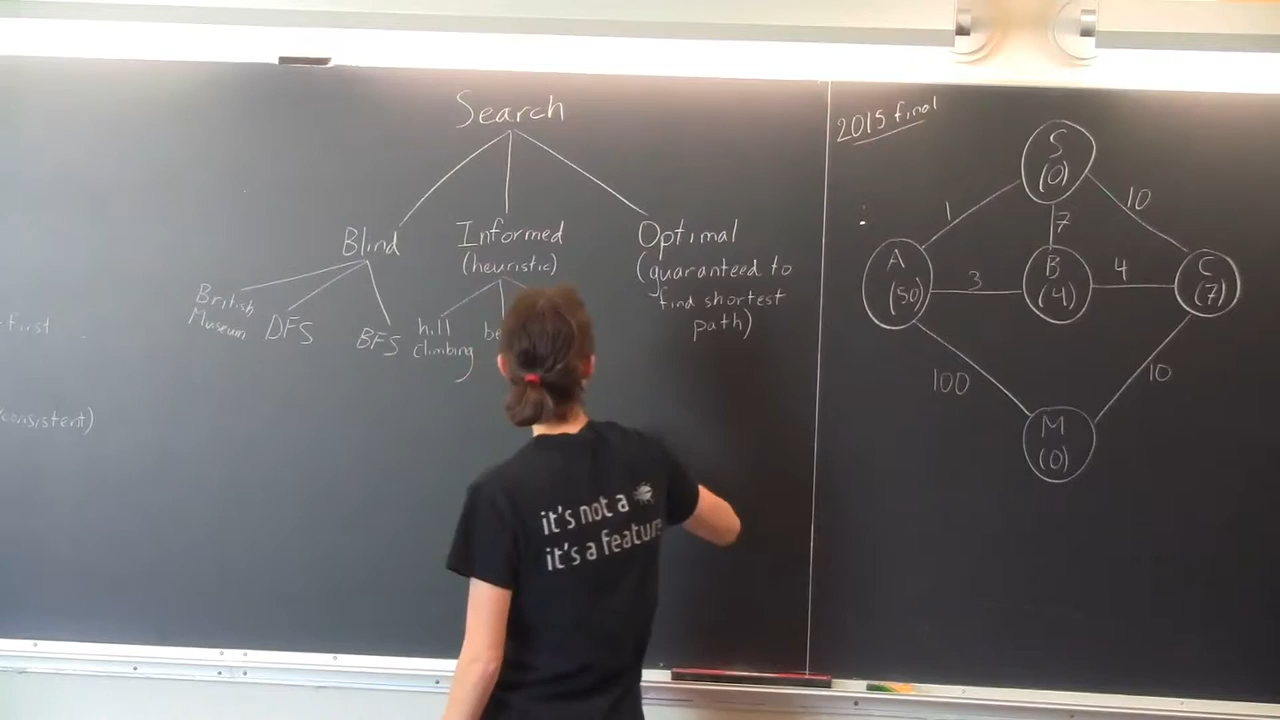 Search
Blind
Informed
(heuristic)
Optimal
(guaranteed to
find shortest
path)
British
Museum
DFS
BFS
hill
climbing
be
first
(consistent)
it's not a
it's a feature
2015 final
S
(0)
1
7
10
A
(50)
3
B
(4)
4
C
(7)
100
10
M
(0)